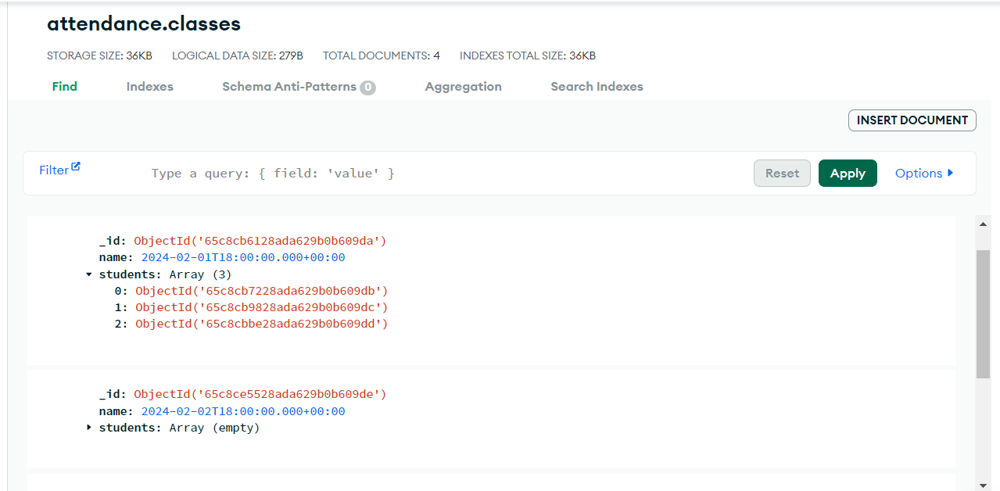 attendance.classes
STORAGE SIZE: 36KB LOGICAL DATA SIZE: 279B TOTAL DOCUMENTS: 4 INDEXES TOTAL SIZE: 36KB
Find Indexes Schema Anti-Patterns 0 Aggregation Search Indexes
INSERT DOCUMENT
Filter Type a query: { field: 'value' } Reset Apply Options
_id: ObjectId('65c8cb6128ada629b0b609da')
name: 2024-02-01T18:00:00.000+00:00
students: Array (3)
0: ObjectId('65c8cb7228ada629b0b609db')
1: ObjectId('65c8cb9828ada629b0b609dc')
2: ObjectId('65c8cbbe28ada629b0b609dd')
_id: ObjectId('65c8ce5528ada629b0b609de')
name: 2024-02-02T18:00:00.000+00:00
students: Array (empty)